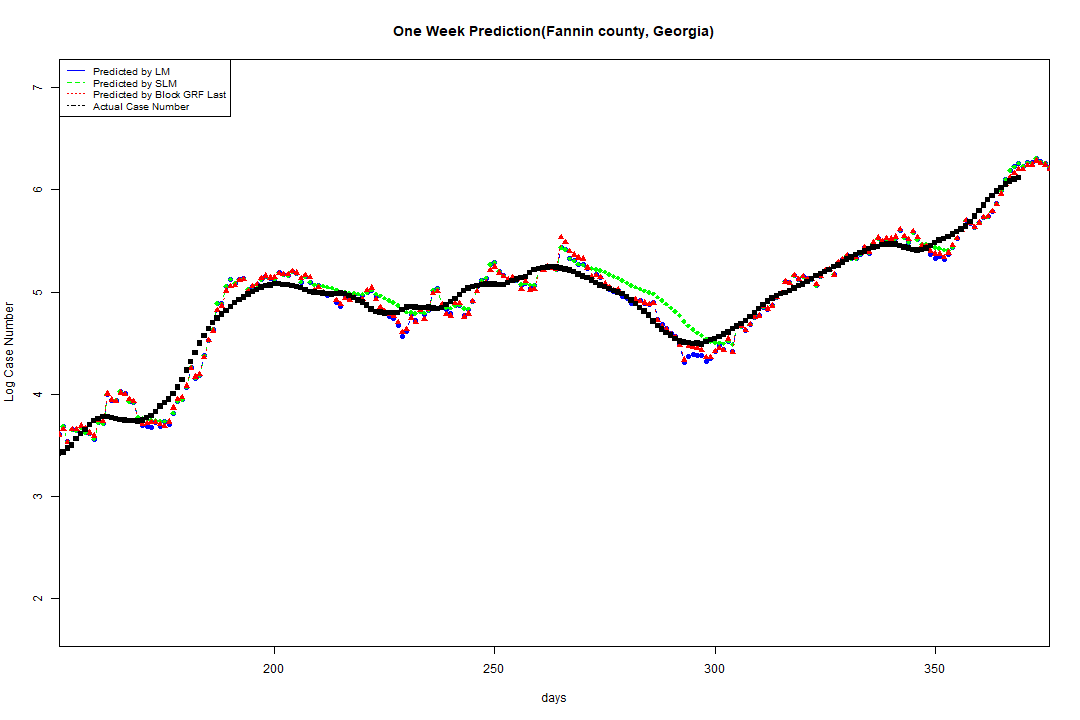 One Week Prediction(Fannin county, Georgia)
Predicted by LM
Predicted by SLM
Predicted by Block GRF Last
Actual Case Number
7
6
5
4
3
2
Log Case Number
200
250
300
350
days